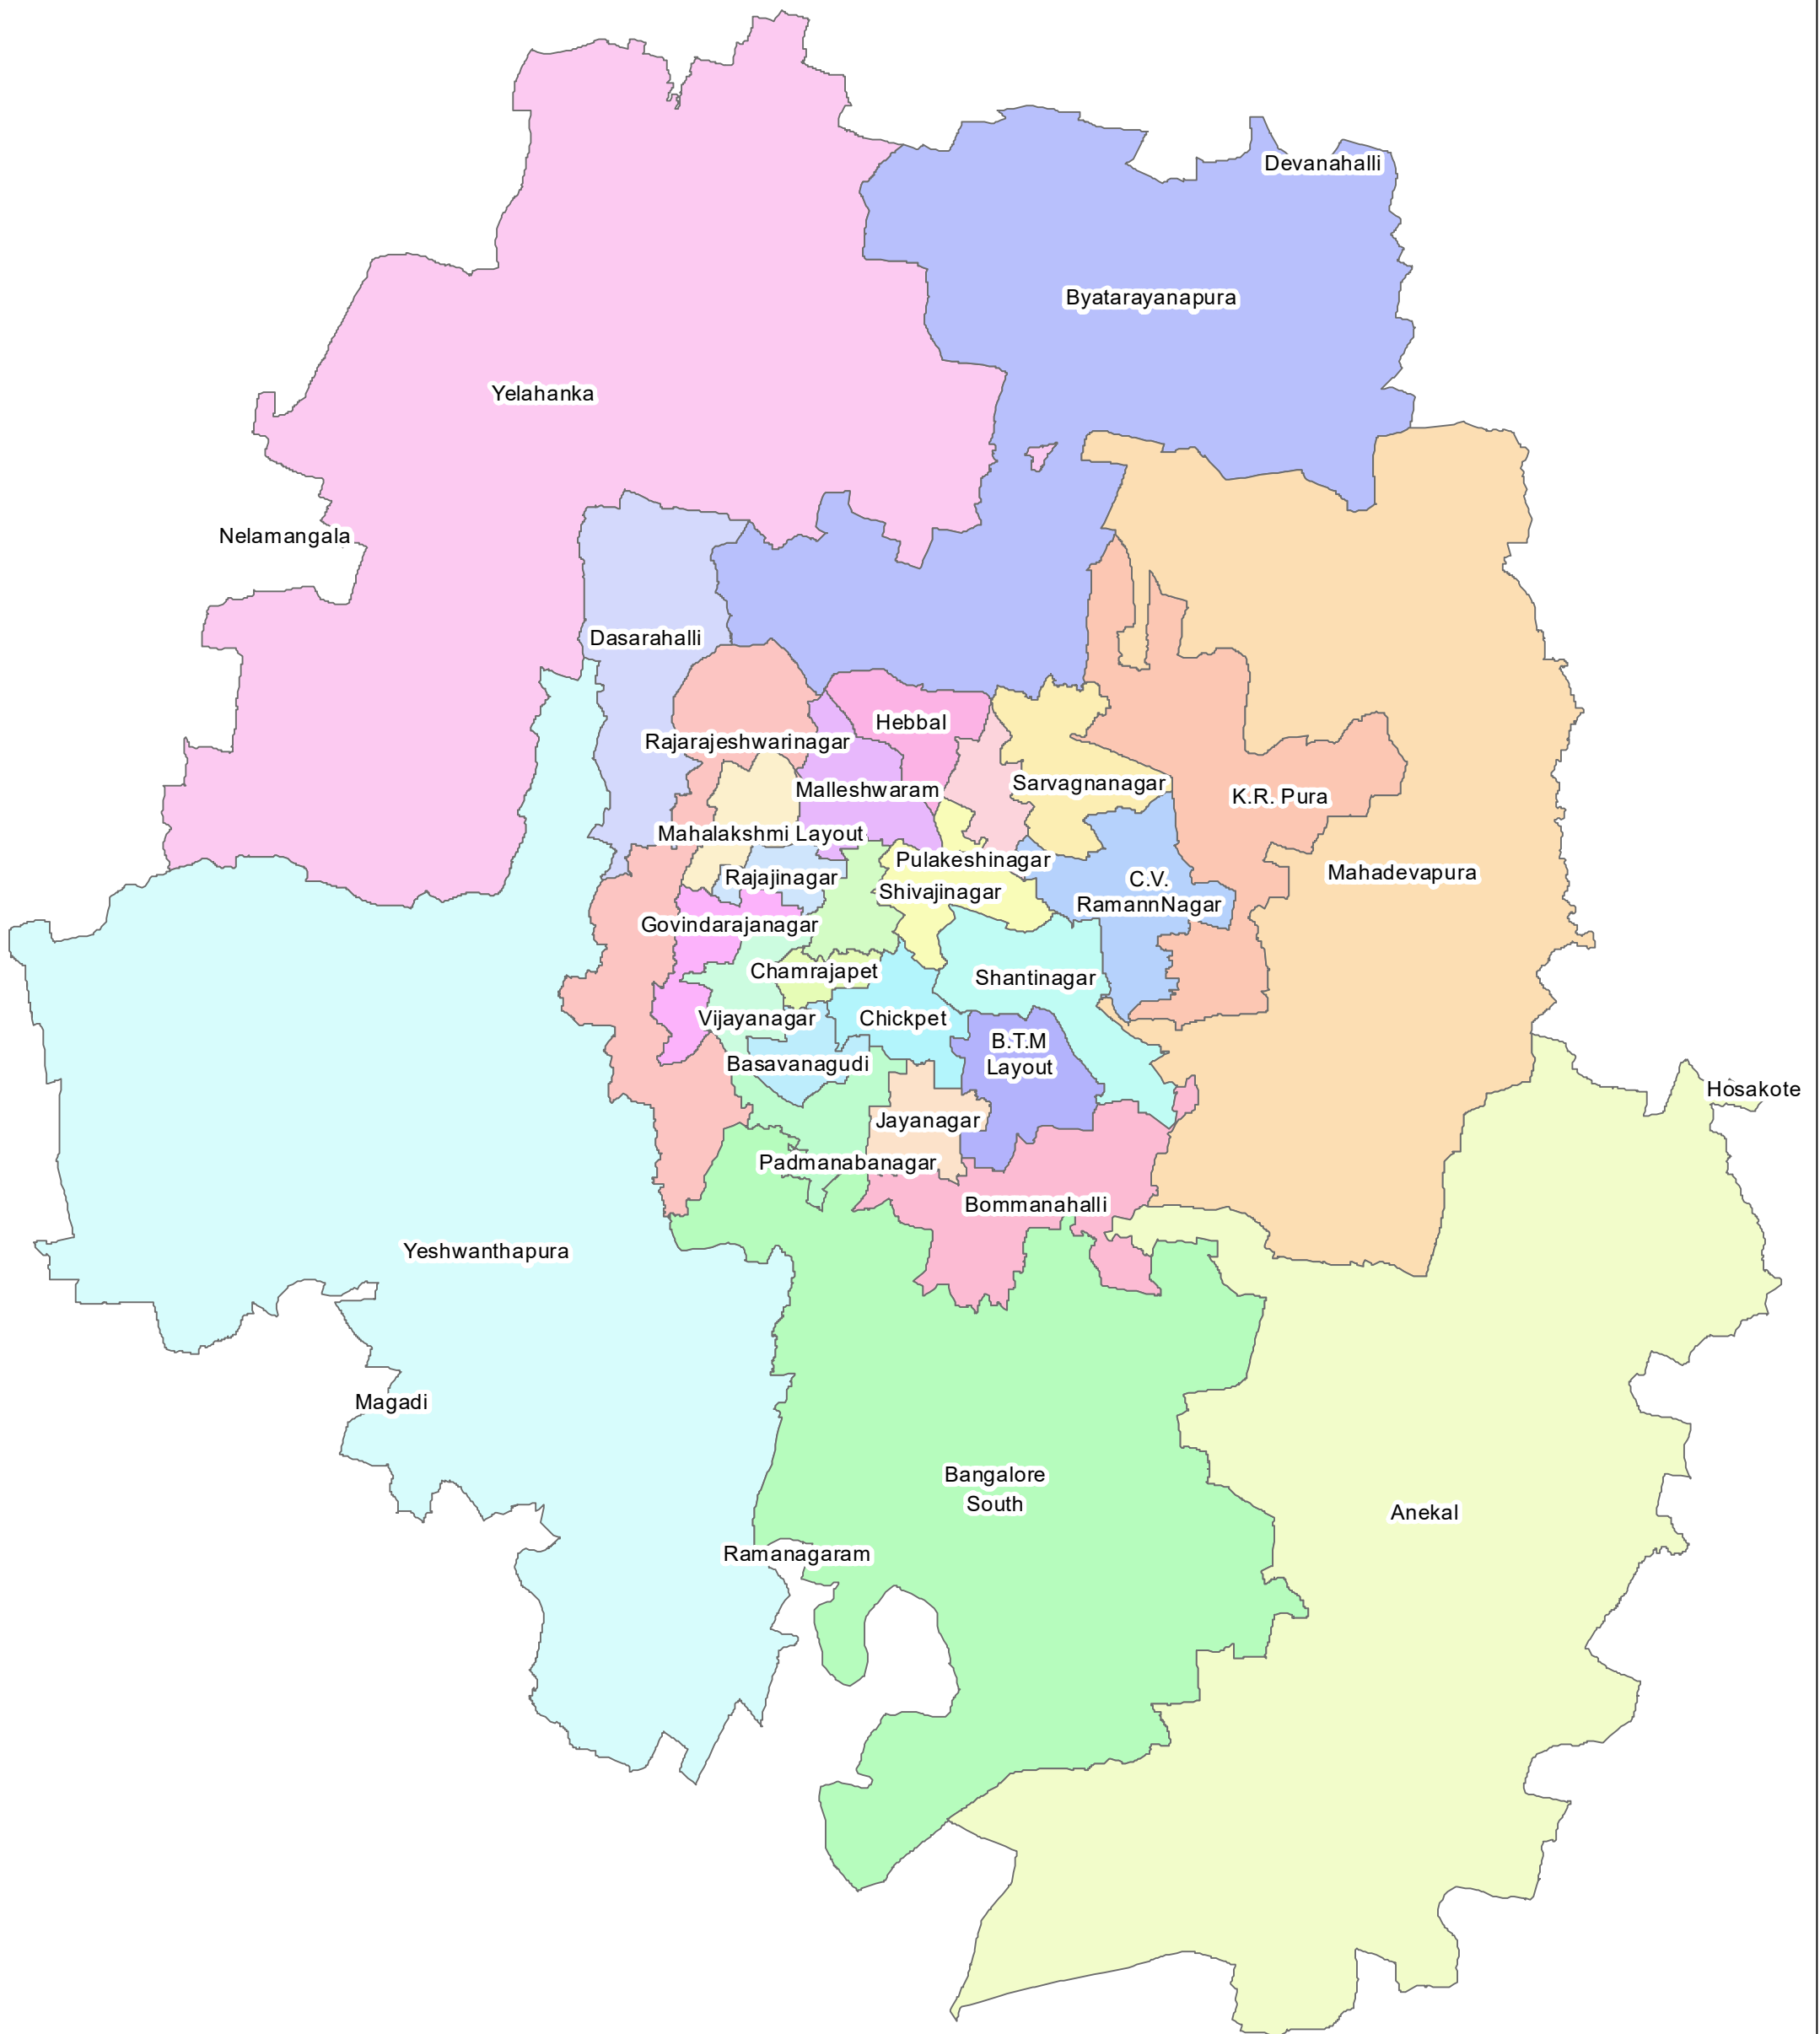 Devanahalli
Byatarayanapura
Yelahanka
Nelamangala
Dasarahalli
Hebbal
Rajarajeshwarinagar
Sarvagnanagar
Malleshwaram
K.R. Pura
Mahalakshmi Layout
Pulakeshinagar
Mahadevapura
Rajajinagar
C.V.
RamannNagar
Shivajinagar
Govindarajanagar
Chamrajapet
Shantinagar
Vijayanagar
Chickpet
B.T.M
Layout
Basavanagudi
Hosakote
Jayanagar
Padmanabanagar
Bommanahalli
Yeshwanthapura
Magadi
Bangalore
South
Anekal
Ramanagaram